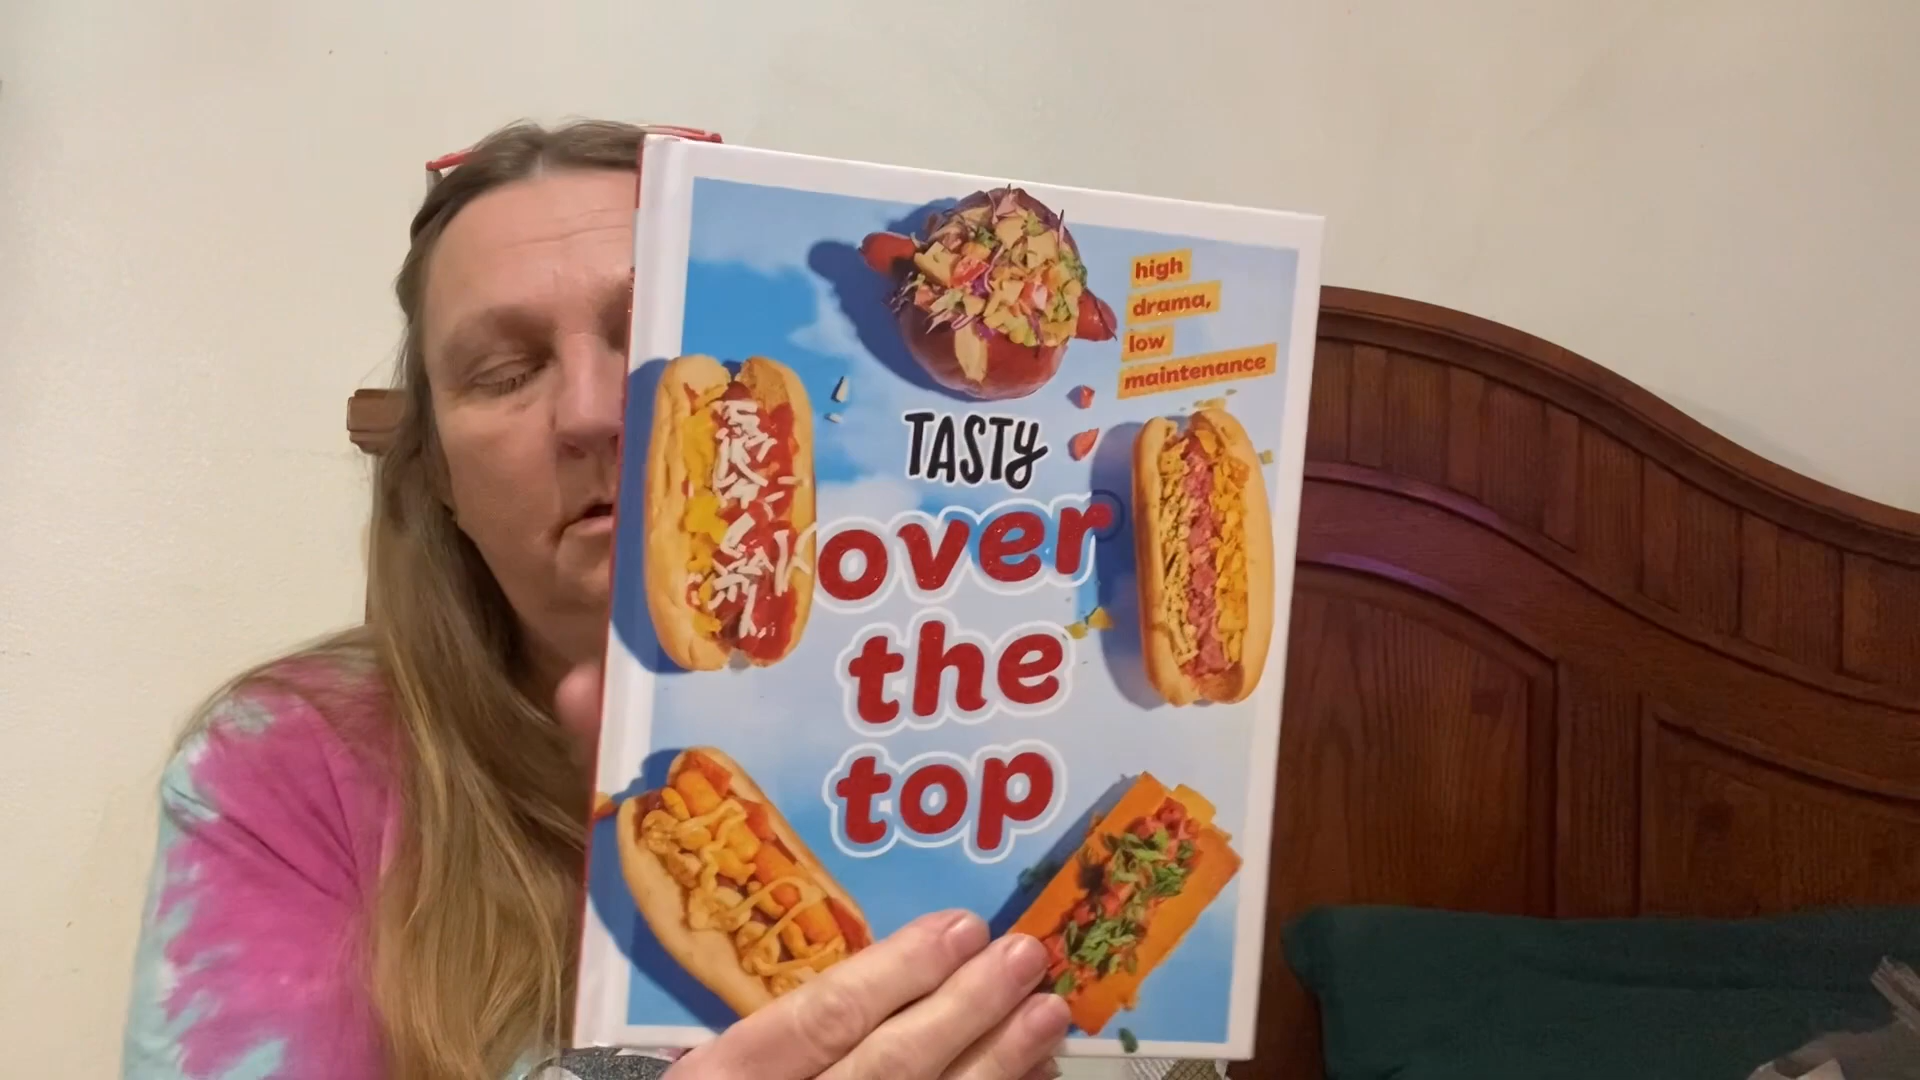 high
drama,
low
maintenance
TASTY
over
the
top